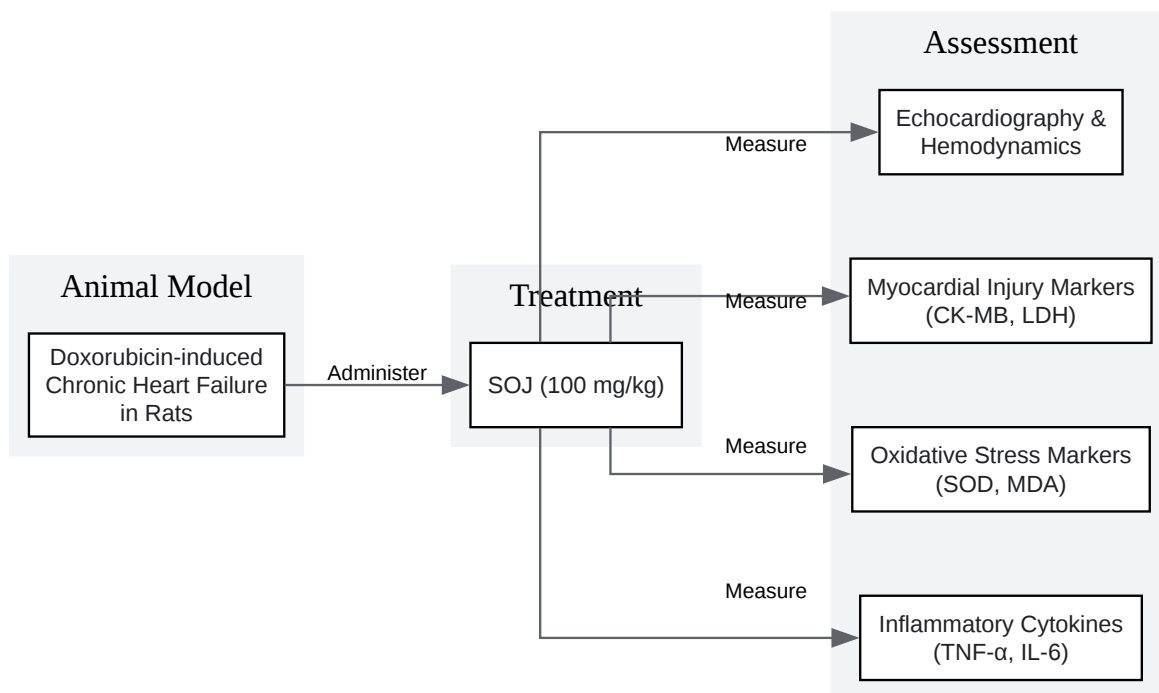 Animal Model
Doxorubicin-induced
Chronic Heart Failure
in Rats
Administer
Treatment
SOJ (100 mg/kg)
Measure
Measure
Measure
Measure
Assessment
Echocardiography &
Hemodynamics
Myocardial Injury Markers
(CK-MB, LDH)
Oxidative Stress Markers
(SOD, MDA)
Inflammatory Cytokines
(TNF-α, IL-6)